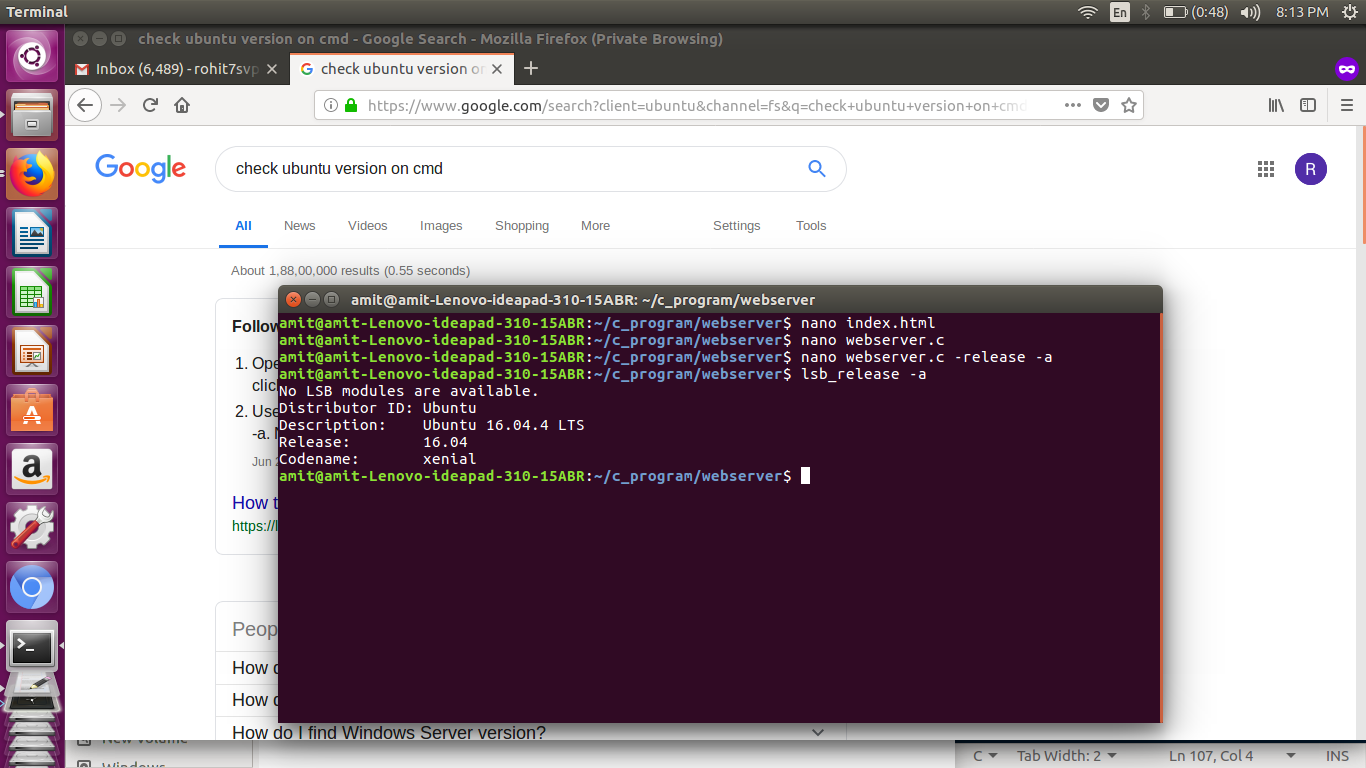 Terminal
En
(0:48)
8:13 PM
check ubuntu version on cmd - Google Search - Mozilla Firefox (Private Browsing)
Inbox (6,489) - rohit7svp
check ubuntu version or
https://www.google.com/search?client=ubuntu&channel=fs&q=check+ubuntu+version+on+cmd
Google
check ubuntu version on cmd
R
All
News
Videos
Images
Shopping
More
Settings
Tools
About 1,88,00,000 results (0.55 seconds)
amit@amit-Lenovo-ideapad-310-15ABR: ~/c_program/webserver
amit@amit-Lenovo-ideapad-310-15ABR:~/c_program/webserver$ nano index.html
amit@amit-Lenovo-ideapad-310-15ABR:~/c_program/webserver$ nano webserver.c
amit@amit-Lenovo-ideapad-310-15ABR:~/c_program/webserver$ nano webserver.c -release -a
amit@amit-Lenovo-ideapad-310-15ABR:~/c_program/webserver$ lsb_release -a
No LSB modules are available.
Distributor ID: Ubuntu
Description:    Ubuntu 16.04.4 LTS
Release:        16.04
Codename:       xenial
amit@amit-Lenovo-ideapad-310-15ABR:~/c_program/webserver$
Follow
1. Ope
click
2. Use
-a.
Jun 2
How t
https://l
Peop
How d
How d
How do I find Windows Server version?
New Volume
Windows
C
Tab Width: 2
Ln 107, Col 4
INS